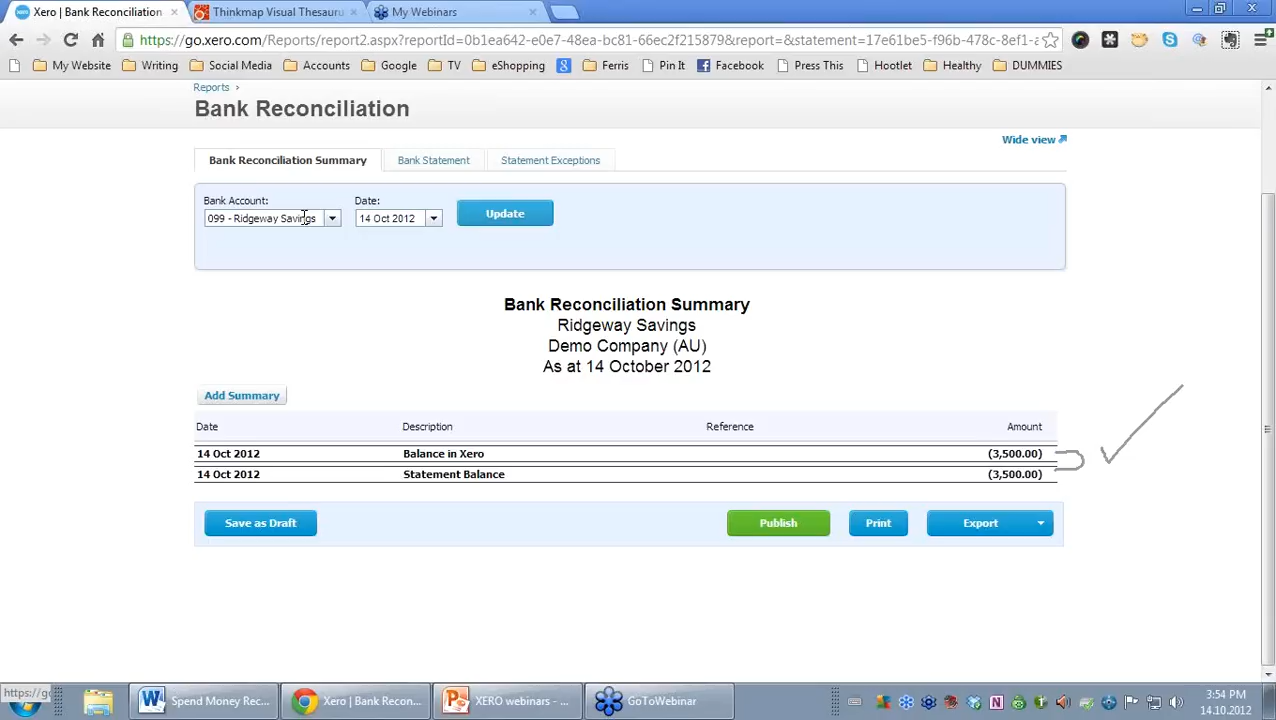 Xero | Bank Reconciliation
Thinkmap Visual Thesauru
My Webinars
https://go.xero.com/Reports/report2.aspx?reportId=0b1ea642-e0e7-48ea-bc81-66ec2f215879&report=&statement=17e61be5-f96b-478c-8ef1-a
My Website Writing Social Media Accounts Google TV eShopping Ferris Pin It Press This Facebook Hootlet Healthy DUMMIES
Reports ›
Bank Reconciliation
Wide view
Bank Reconciliation Summary Bank Statement Statement Exceptions
Bank Account: Date:
099 - Ridgeway Savings 14 Oct 2012 Update
Bank Reconciliation Summary
Ridgeway Savings
Demo Company (AU)
As at 14 October 2012
Add Summary
Date Description Reference Amount
14 Oct 2012 Balance in Xero (3,500.00)
14 Oct 2012 Statement Balance (3,500.00)
Save as Draft Publish Print Export
https://go
Spend Money Rec... Xero | Bank Recon... XERO webinars - ... GoToWebinar
3:54 PM
14.10.2012